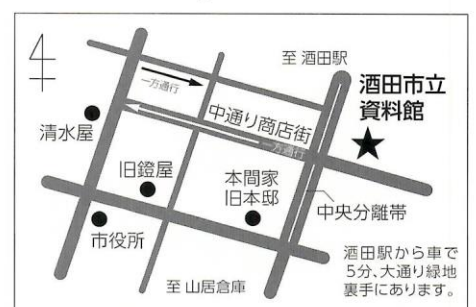 至 酒田駅
酒田市立
資料館
一方通行
中通り商店街
一方通行
清水屋
旧鐙屋
本間家
旧本邸
中央分離帯
市役所
至 山居倉庫
酒田駅から車で
5分、大通り緑地
裏手にあります。